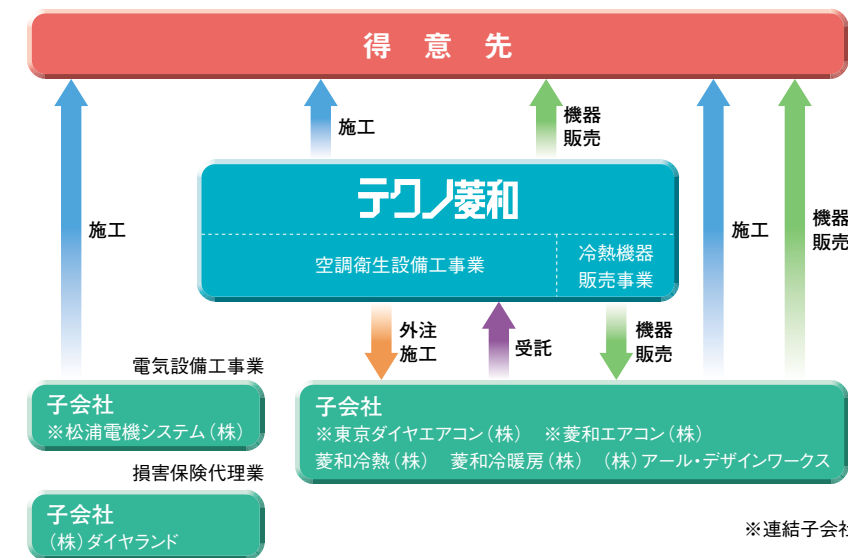 得意先
施工
機器
販売
テクノ菱和
空調衛生設備工事業
冷熱機器
販売事業
施工
施工
機器
販売
外注
施工
受託
機器
販売
電気設備工事業
子会社
※松浦電機システム（株）
子会社
※東京ダイヤエアコン（株）　※菱和エアコン（株）
菱和冷熱（株）　菱和冷暖房（株）　（株）アール・デザインワークス
損害保険代理業
子会社
（株）ダイヤランド
※連結子会社